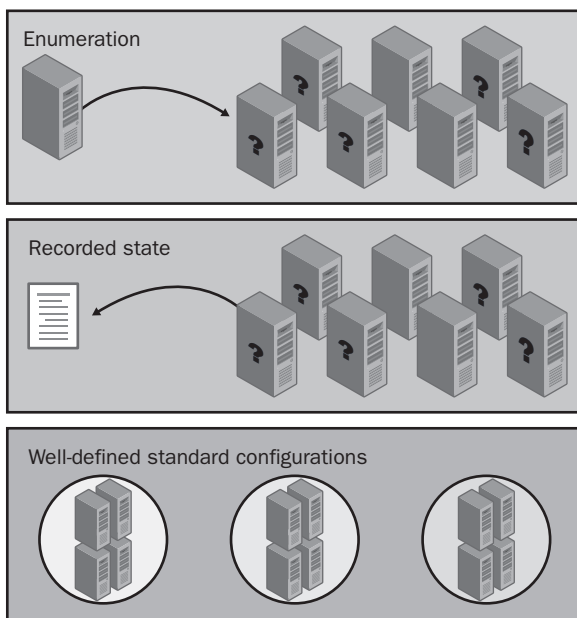 Enumeration
? ? ?
? ? ?
Recorded state
? ? ?
? ? ?
Well-defined standard configurations